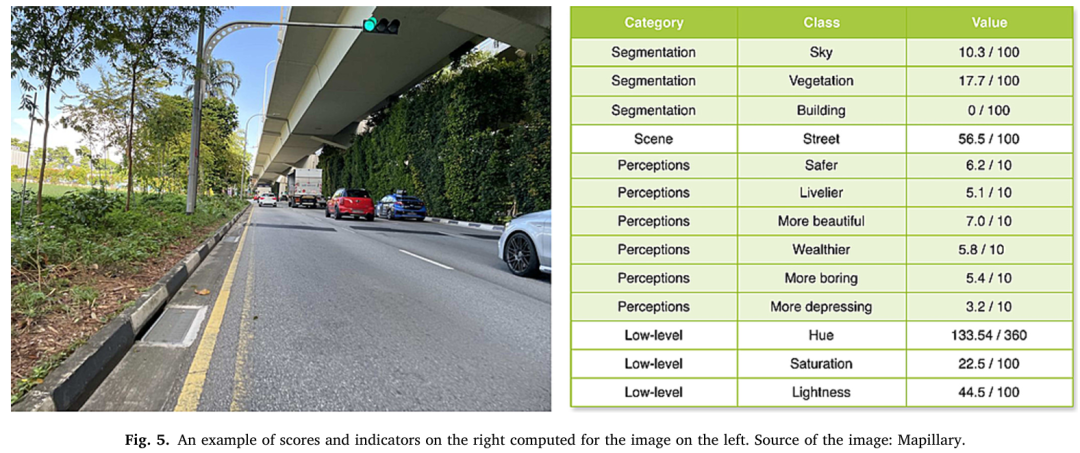 Category Class Value
Segmentation Sky 10.3 / 100
Segmentation Vegetation 17.7 / 100
Segmentation Building 0 / 100
Scene Street 56.5 / 100
Perceptions Safer 6.2 / 10
Perceptions Livelier 5.1 / 10
Perceptions More beautiful 7.0 / 10
Perceptions Wealthier 5.8 / 10
Perceptions More boring 5.4 / 10
Perceptions More depressing 3.2 / 10
Low-level Hue 133.54 / 360
Low-level Saturation 22.5 / 100
Low-level Lightness 44.5 / 100
Fig. 5. An example of scores and indicators on the right computed for the image on the left. Source of the image: Mapillary.